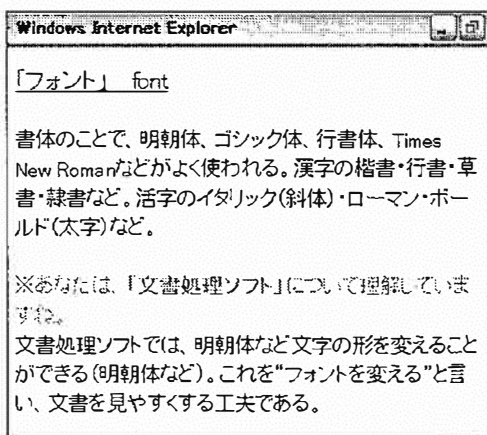 Windows Internet Explorer
「フォント」 font
書体のことで、明朝体、ゴシック体、行書体、Times
New Romanなどがよく使われる。漢字の楷書・行書・草
書・隷書など。活字のイタリック(斜体)・ローマン・ボー
ルド(太字)など。
※あなたは、「文書処理ソフト」について理解していま
すね。
文書処理ソフトでは、明朝体など文字の形を変えること
ができる(明朝体など)。これを“フォントを変える”と言
い、文書を見やすくする工夫である。